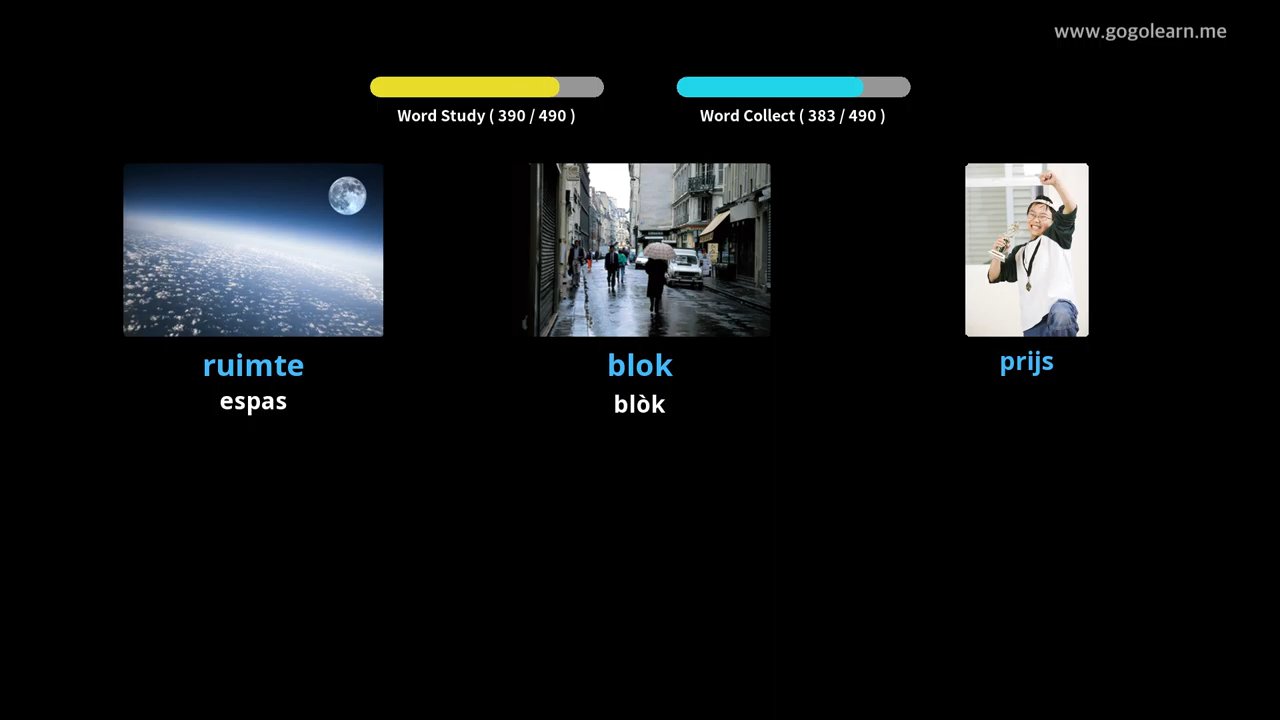 www.gogolearn.me
Word Study ( 390 / 490 )
Word Collect ( 383 / 490 )
ruimte
espas
blok
blòk
prijs